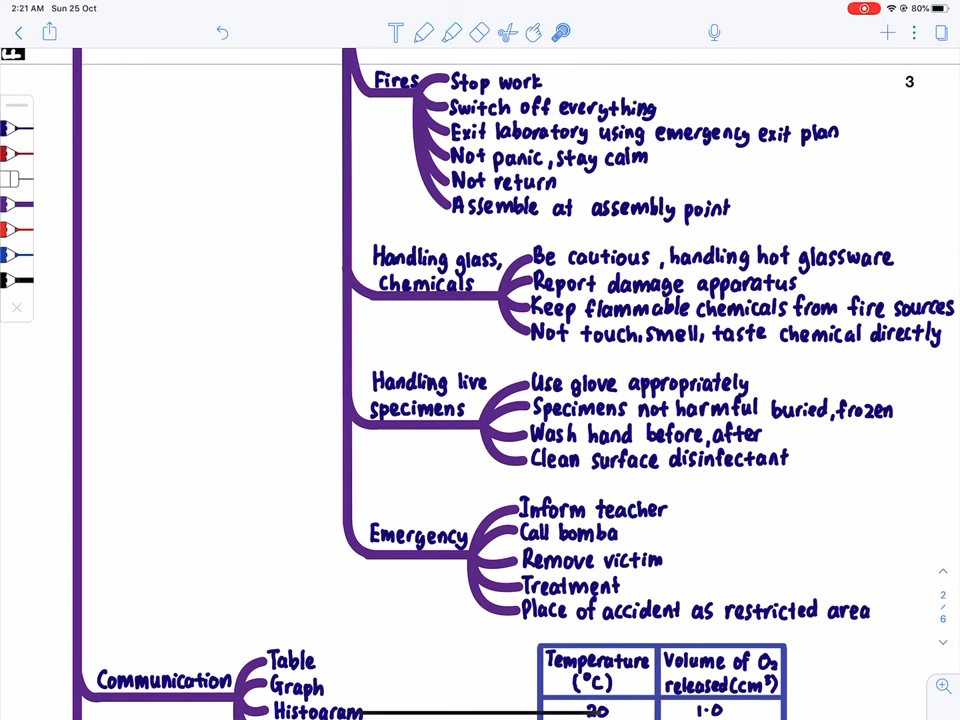 2:21 AM Sun 25 Oct
80%
3
Fires
Stop work
Switch off everything
Exit laboratory using emergency exit plan
Not panic, stay calm
Not return
Assemble at assembly point
Handling glass,
chemicals
Be cautious, handling hot glassware
Report damage apparatus
Keep flammable chemicals from fire sources
Not touch, smell, taste chemical directly
Handling live
specimens
Use glove appropriately
Specimens not harmful buried, frozen
Wash hand before, after
Clean surface disinfectant
Emergency
Inform teacher
Call bomba
Remove victim
Treatment
Place of accident as restricted area
2
/
6
Communication
Table
Graph
Histogram
Temperature
(°C)
Volume of O₂
released (cm³)
20
1.0